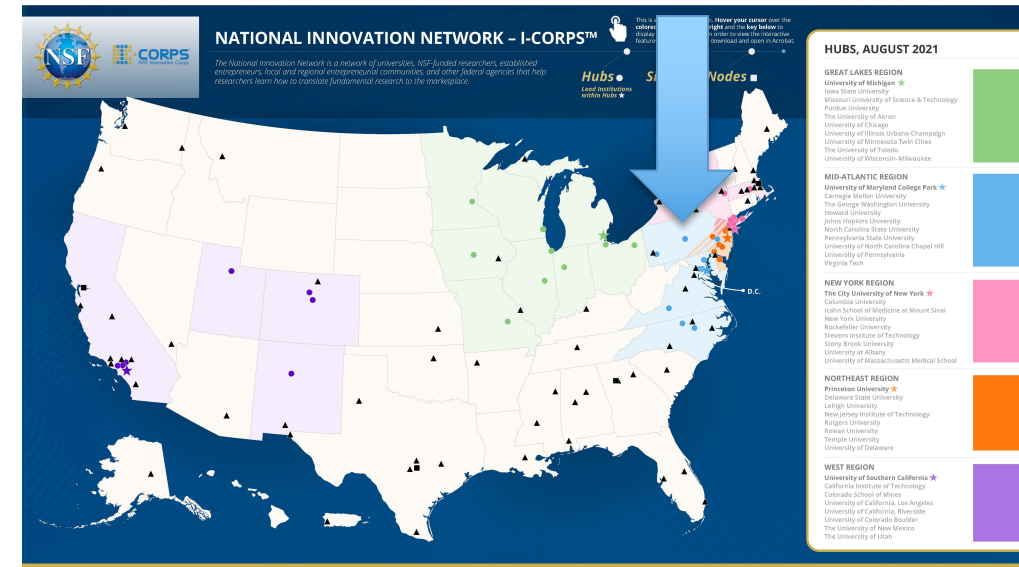 NSF
CORPS
NSF Innovation Corps
NATIONAL INNOVATION NETWORK – I-CORPS™
The National Innovation Network is a network of universities, NSF-funded researchers, established
entrepreneurs, local and regional entrepreneurial communities, and other federal agencies that help
researchers learn how to translate fundamental research to the marketplace.
This is a
. Hover your cursor over the
colored
right and the key below to
display
in order to view the interactive
download and open in Acrobat.
Hubs
Nodes
Lead Institutions
within Hubs
D.C.
HUBS, AUGUST 2021
GREAT LAKES REGION
University of Michigan
Iowa State University
Missouri University of Science & Technology
Purdue University
The University of Akron
University of Chicago
University of Illinois Urbana-Champaign
University of Minnesota Twin Cities
The University of Toledo
University of Wisconsin–Milwaukee
MID-ATLANTIC REGION
University of Maryland College Park
Carnegie Mellon University
The George Washington University
Howard University
Johns Hopkins University
North Carolina State University
Pennsylvania State University
University of North Carolina Chapel Hill
University of Pennsylvania
Virginia Tech
NEW YORK REGION
The City University of New York
Columbia University
Icahn School of Medicine at Mount Sinai
New York University
Rockefeller University
Stevens Institute of Technology
Stony Brook University
University at Albany
University of Massachusetts Medical School
NORTHEAST REGION
Princeton University
Delaware State University
Lehigh University
New Jersey Institute of Technology
Rutgers University
Rowan University
Temple University
University of Delaware
WEST REGION
University of Southern California
California Institute of Technology
Colorado School of Mines
University of California, Los Angeles
University of California, Riverside
University of Colorado Boulder
The University of New Mexico
The University of Utah